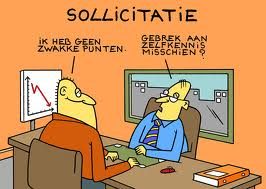 SOLLICITATIE
IK HEB GEEN
ZWAKKE PUNTEN.
GEBREK AAN
ZELFKENNIS
MISSCHIEN?